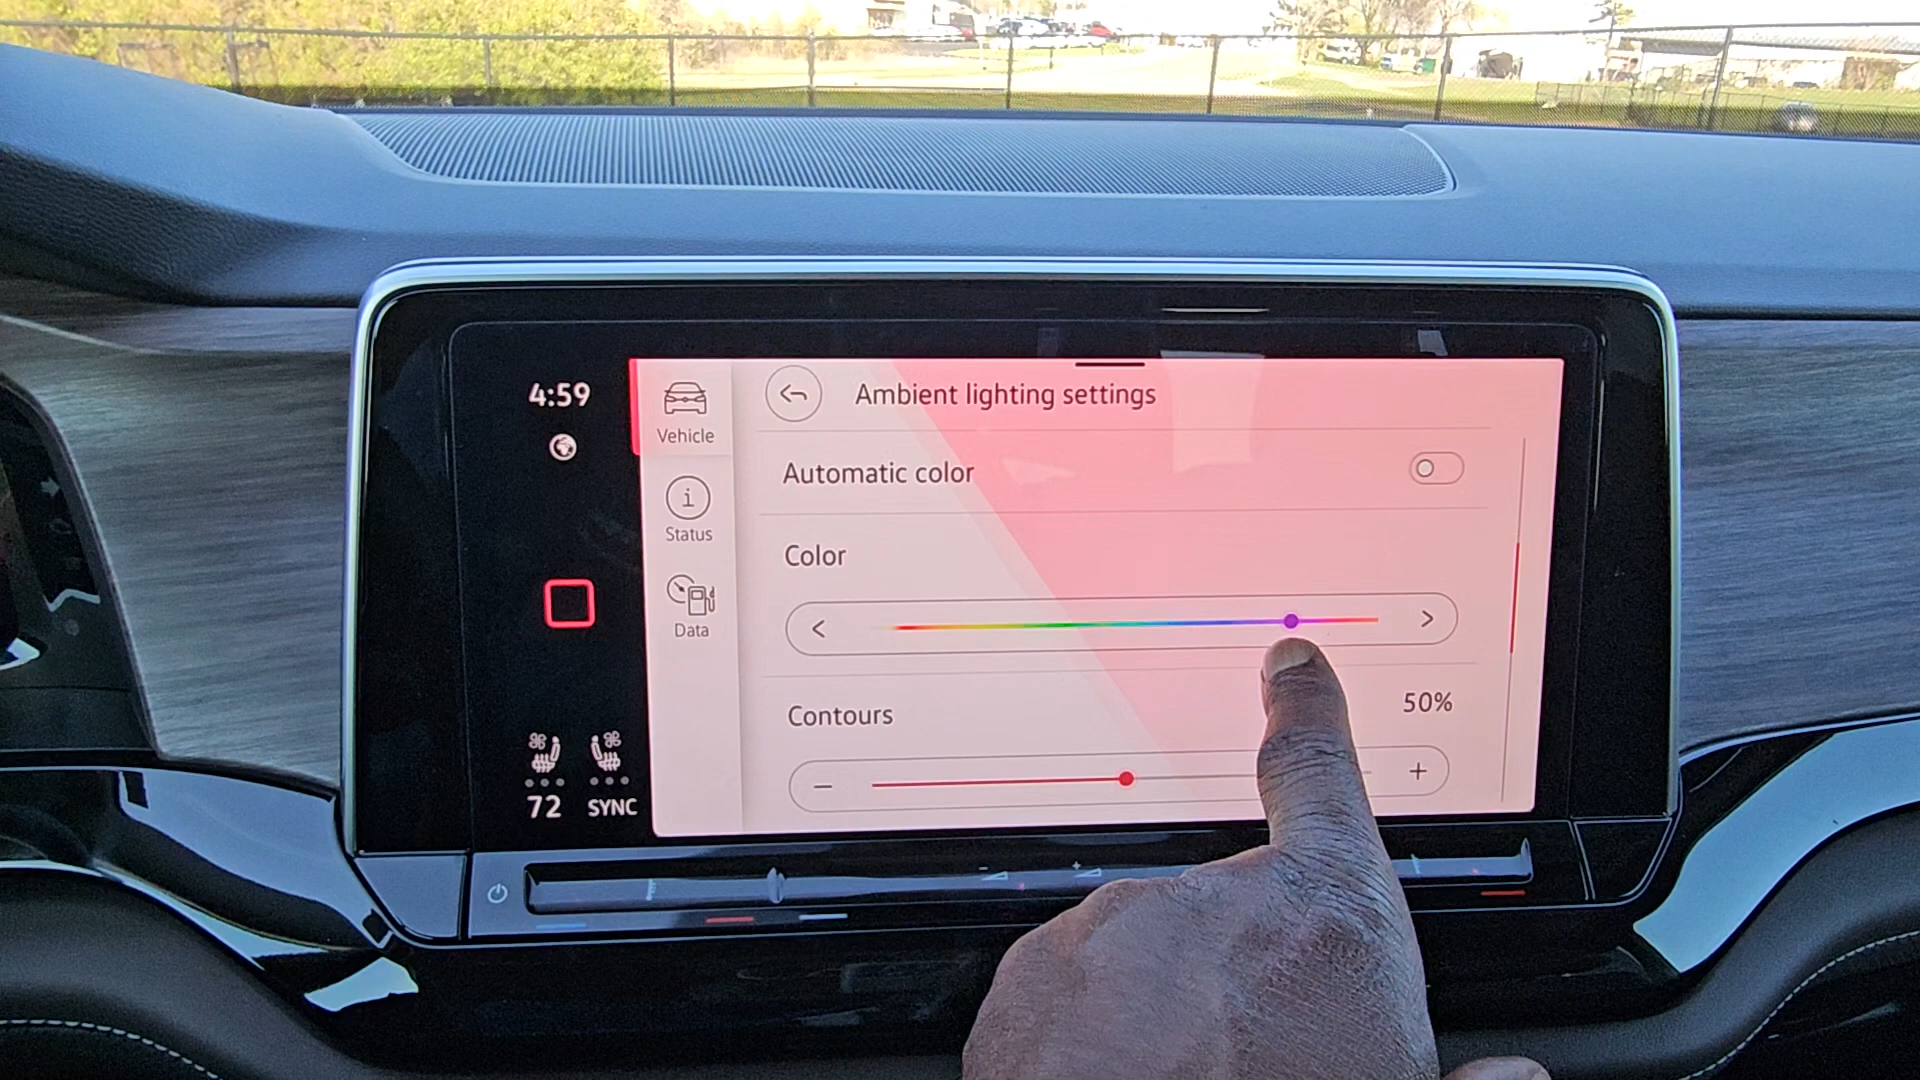 4:59
Vehicle
Ambient lighting settings
Automatic color
Status
Color
Data
Contours
50%
72
SYNC